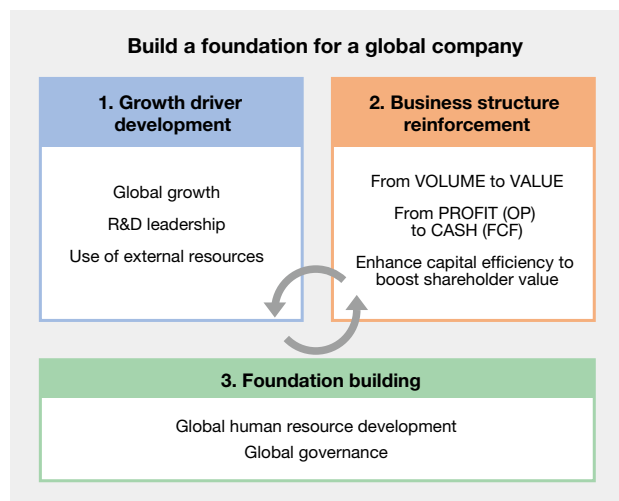 Build a foundation for a global company
1. Growth driver
development
Global growth
R&D leadership
Use of external resources
2. Business structure
reinforcement
From VOLUME to VALUE
From PROFIT (OP)
to CASH (FCF)
Enhance capital efficiency to
boost shareholder value
3. Foundation building
Global human resource development
Global governance